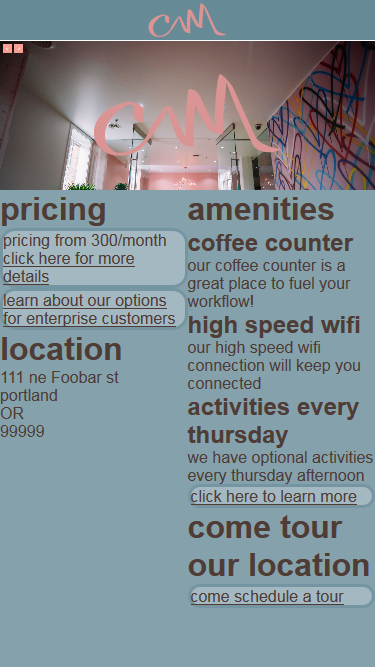 CAM
CAM
pricing
pricing from 300/month
click here for more
details
learn about our options
for enterprise customers
location
111 ne Foobar st
portland
OR
99999
amenities
coffee counter
our coffee counter is a
great place to fuel your
workflow!
high speed wifi
our high speed wifi
connection will keep you
connected
activities every
thursday
we have optional activities
every thursday afternoon
click here to learn more
come tour
our location
come schedule a tour